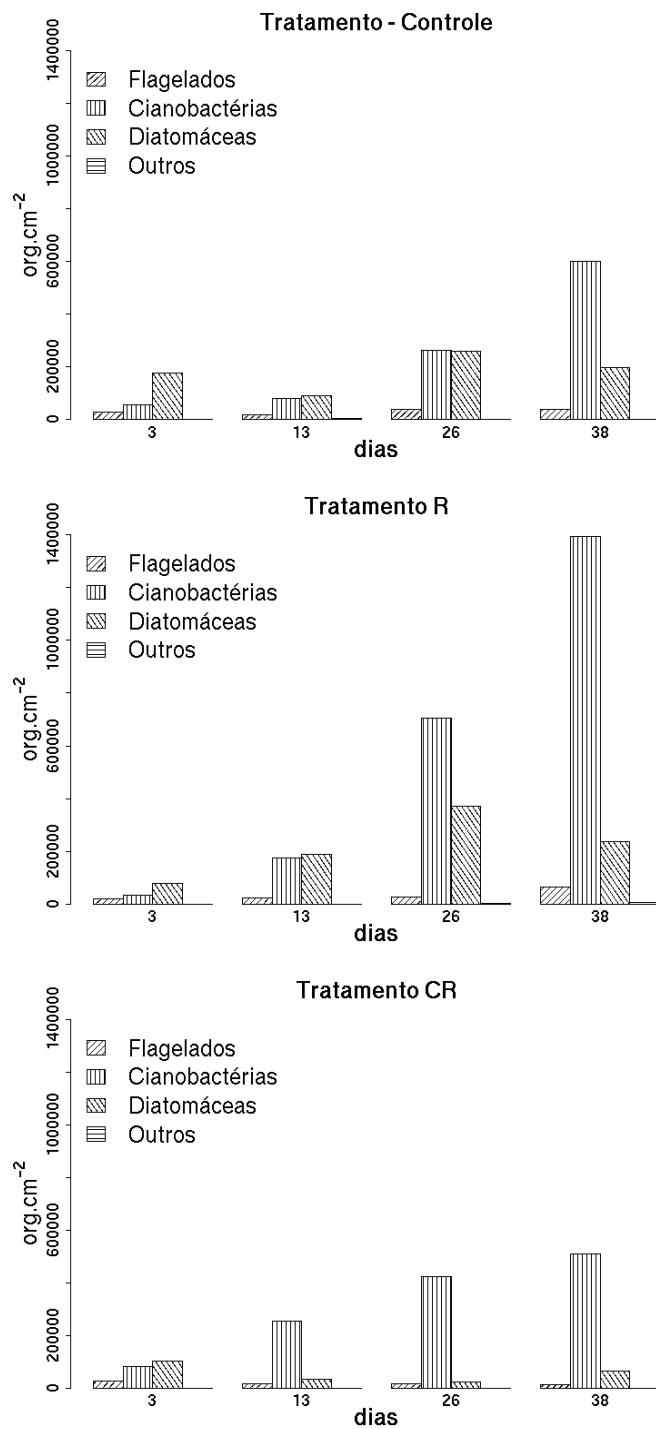 Tratamento - Controle
1400000
1000000
600000
200000
0
org.cm−2
Flagelados
Cianobactérias
Diatomáceas
Outros
3 13 26 38
dias
Tratamento R
1400000
1000000
600000
200000
0
org.cm−2
Flagelados
Cianobactérias
Diatomáceas
Outros
3 13 26 38
dias
Tratamento CR
1400000
1000000
600000
200000
0
org.cm−2
Flagelados
Cianobactérias
Diatomáceas
Outros
3 13 26 38
dias